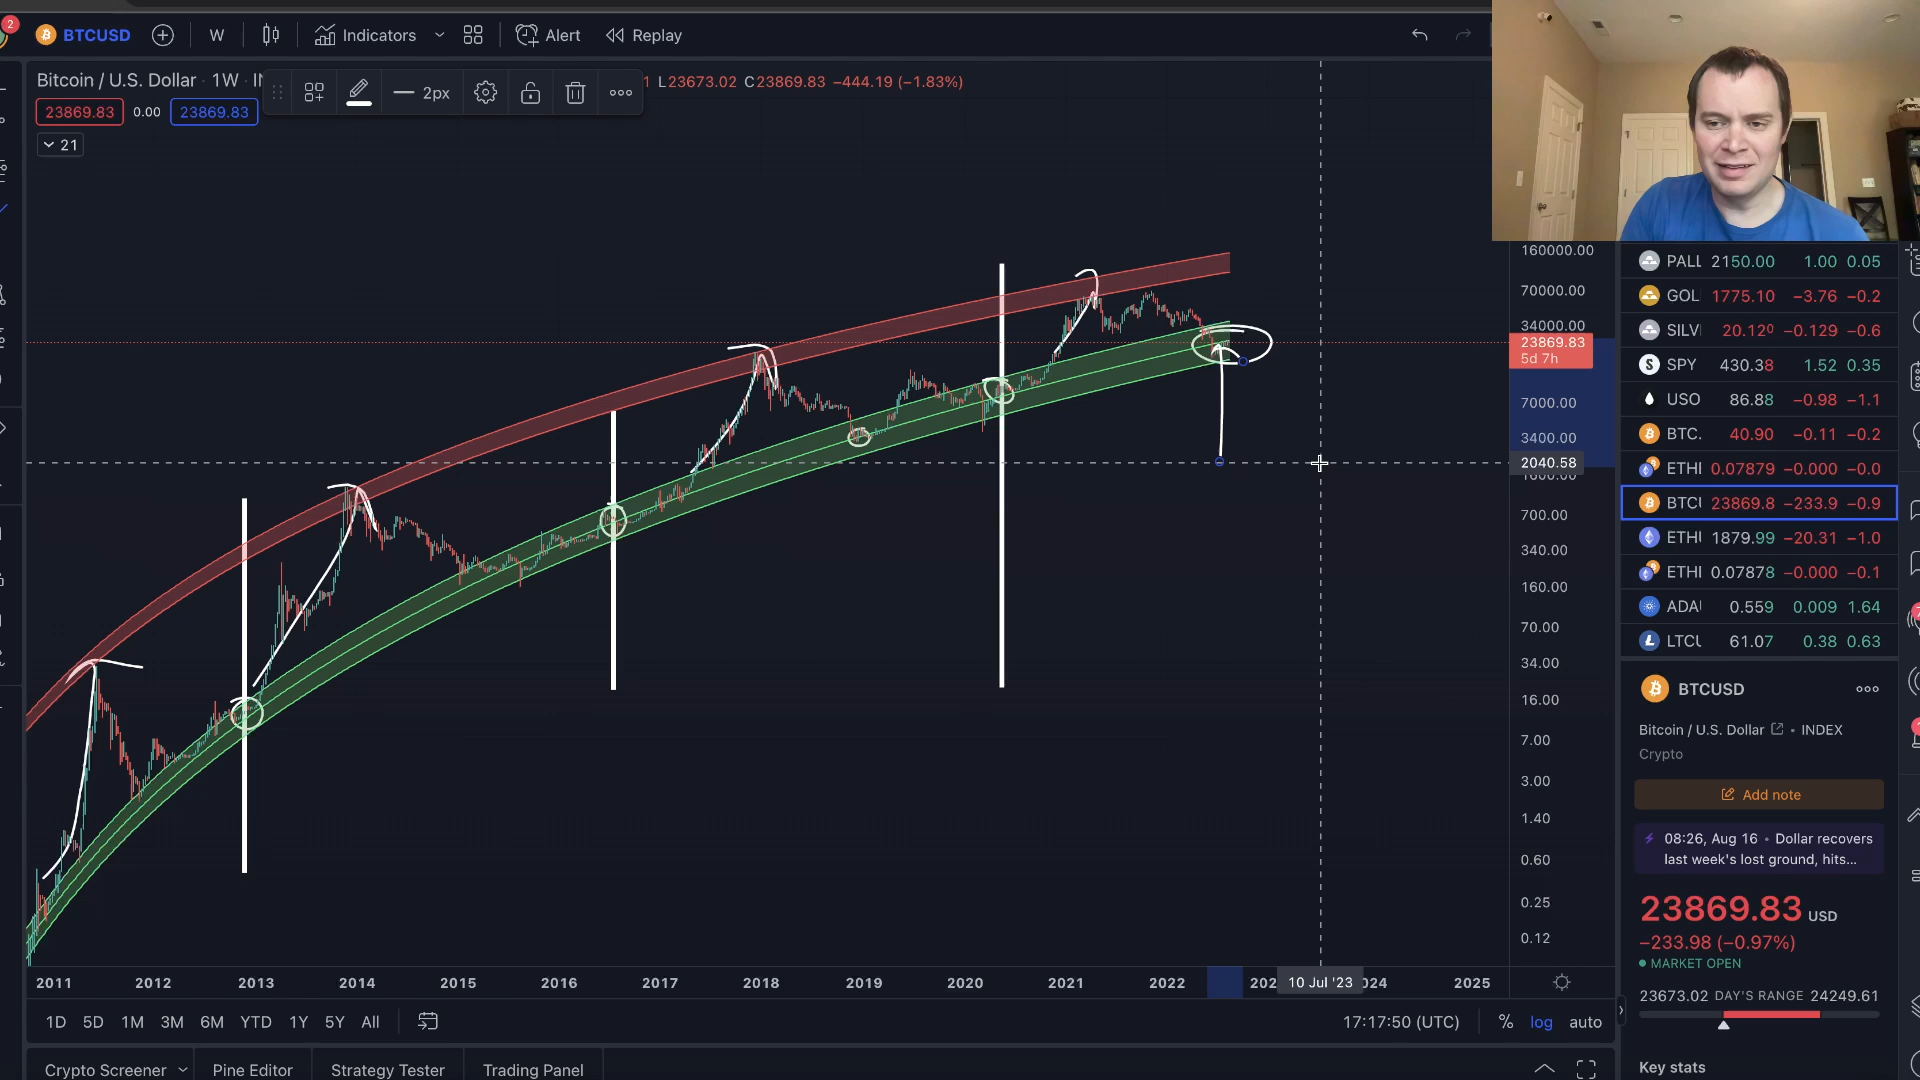 2
BTCUSD W Indicators Alert Replay
Bitcoin / U.S. Dollar · 1W · 2px L23673.02 C23869.83 −444.19 (−1.83%)
23869.83 0.00 23869.83
21
160000.00
70000.00
34000.00
23869.83
5d 7h
7000.00
3400.00
2040.58
700.00
340.00
160.00
70.00
34.00
16.00
7.00
3.00
1.40
0.60
0.25
0.12
2011 2012 2013 2014 2015 2016 2017 2018 2019 2020 2021 2022 10 Jul '23 2025
1D 5D 1M 3M 6M YTD 1Y 5Y All 17:17:50 (UTC) % log auto
Crypto Screener Pine Editor Strategy Tester Trading Panel
PALL 2150.00 1.00 0.05
GOL 1775.10 −3.76 −0.2
SILV 20.120 −0.129 −0.6
SPY 430.38 1.52 0.35
USO 86.88 −0.98 −1.1
BTC. 40.90 −0.11 −0.2
ETHI 0.07879 −0.000 −0.0
BTCU 23869.8 −233.9 −0.9
ETHU 1879.99 −20.31 −1.0
ETHI 0.07878 −0.000 −0.1
ADAU 0.559 0.009 1.64
LTCU 61.07 0.38 0.63
BTCUSD
Bitcoin / U.S. Dollar • INDEX
Crypto
Add note
08:26, Aug 16 • Dollar recovers
last week's lost ground, hits...
23869.83 USD
−233.98 (−0.97%)
MARKET OPEN
23673.02 DAY'S RANGE 24249.61
Key stats